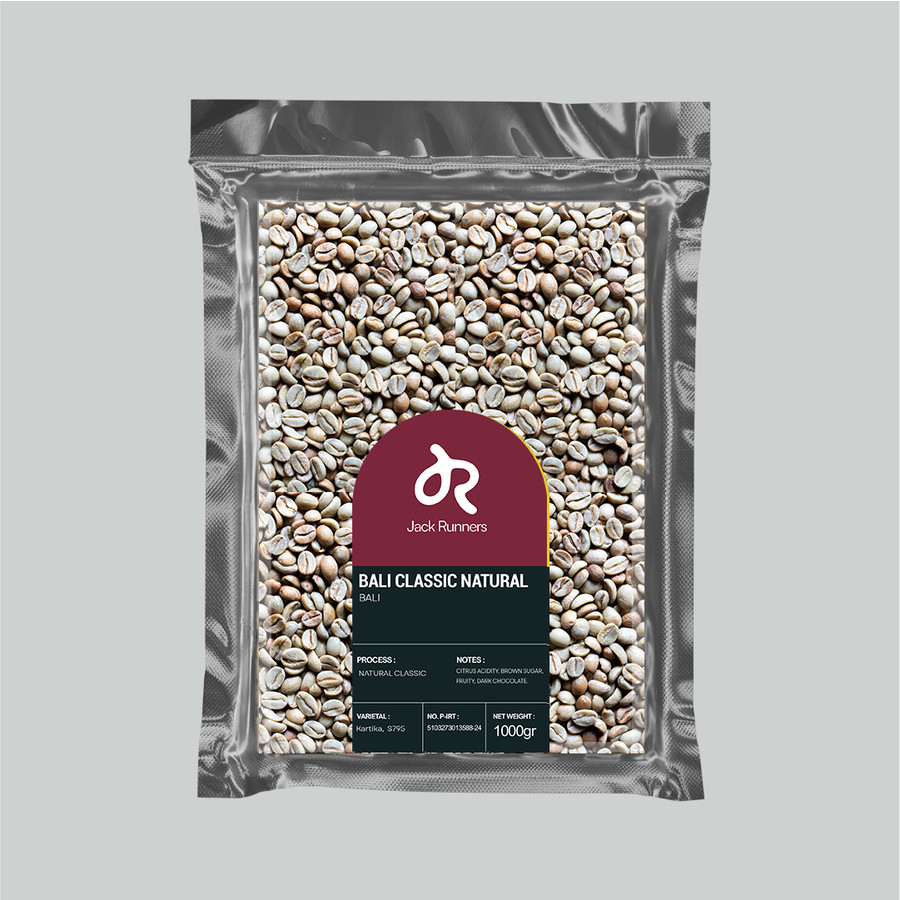 Jack Runners
BALI CLASSIC NATURAL
BALI
PROCESS :
NATURAL CLASSIC
NOTES :
CITRUS ACIDITY, BROWN SUGAR,
FRUITY, DARK CHOCOLATE.
VARIETAL :
Kartika, S795
NO. P-IRT :
5103273013588-24
NET WEIGHT :
1000gr